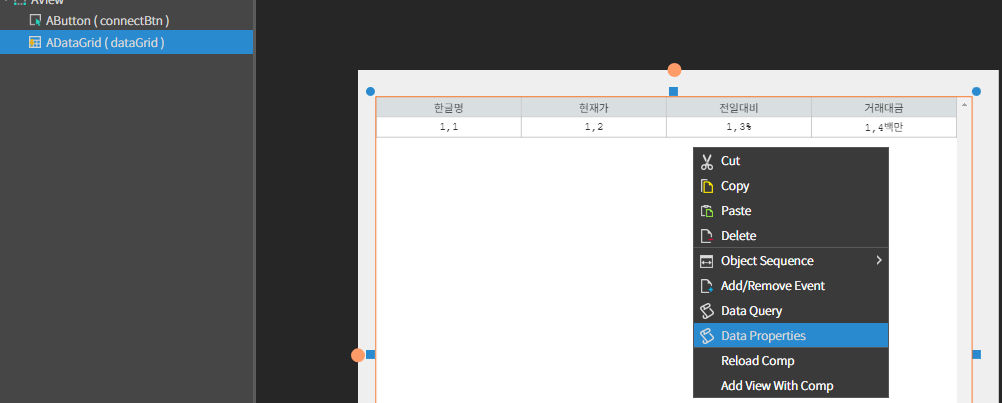 AView
AButton ( connectBtn )
ADataGrid ( dataGrid )
한글명 현재가 전일대비 거래대금
1,1 1,2 1,3% 1,4백만
Cut
Copy
Paste
Delete
Object Sequence
Add/Remove Event
Data Query
Data Properties
Reload Comp
Add View With Comp